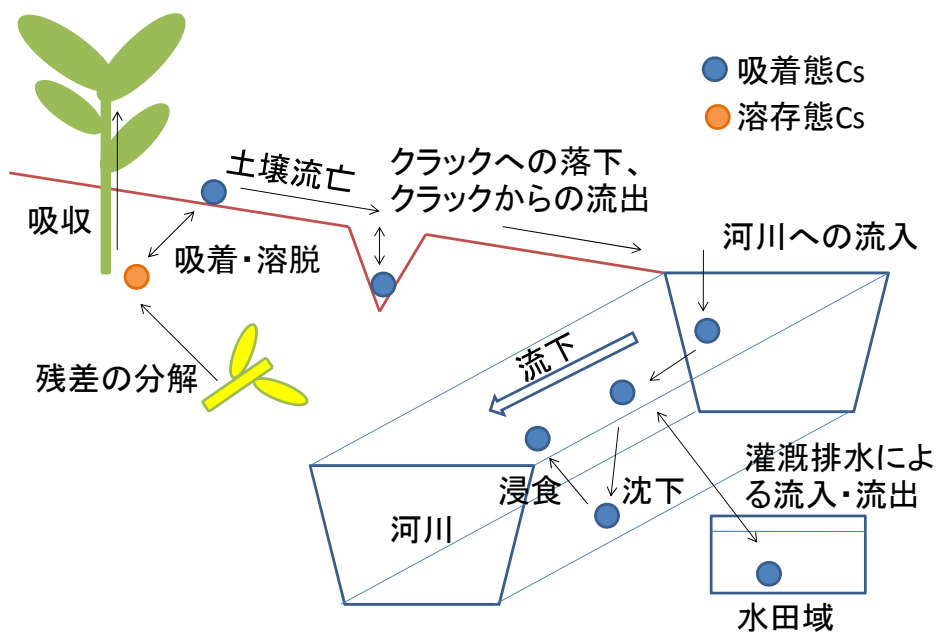 吸着態Cs
溶存態Cs
土壌流亡
クラックへの落下、
クラックからの流出
吸収
河川への流入
吸着・溶脱
流下
残差の分解
灌漑排水によ
る流入・流出
浸食
沈下
河川
水田域